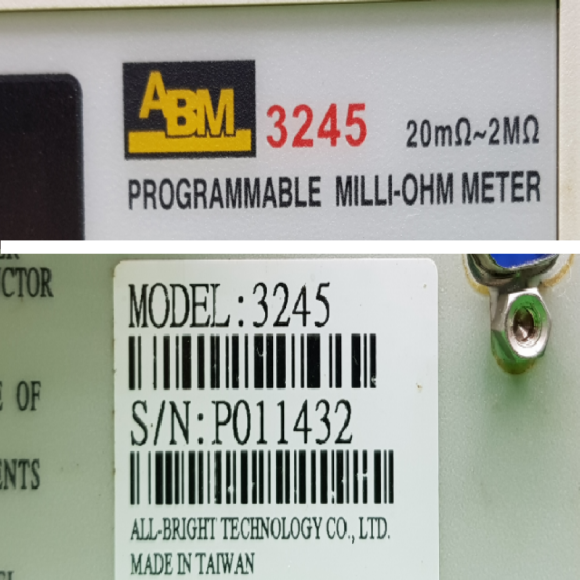 ABM
3245 20mΩ~2MΩ
PROGRAMMABLE MILLI-OHM METER
CTOR
OF
MODEL:3245
S/N:P011432
ALL-BRIGHT TECHNOLOGY CO., LTD.
MADE IN TAIWAN